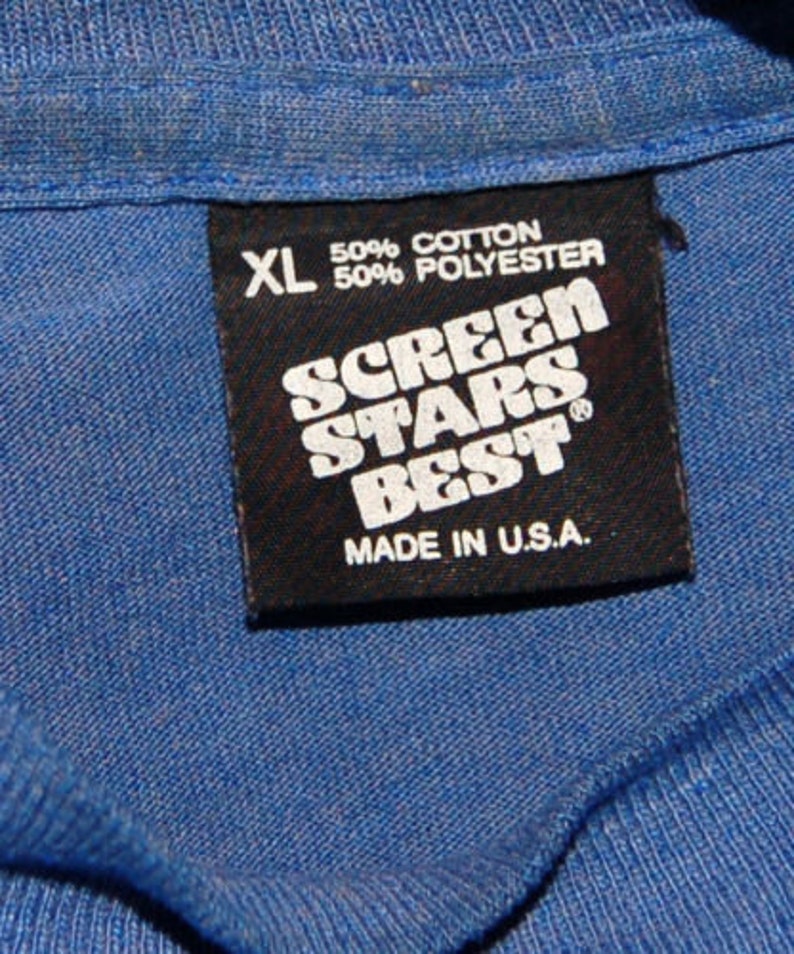 XL 50% COTTON
50% POLYESTER
SCREEN
STARS
BEST®
MADE IN U.S.A.